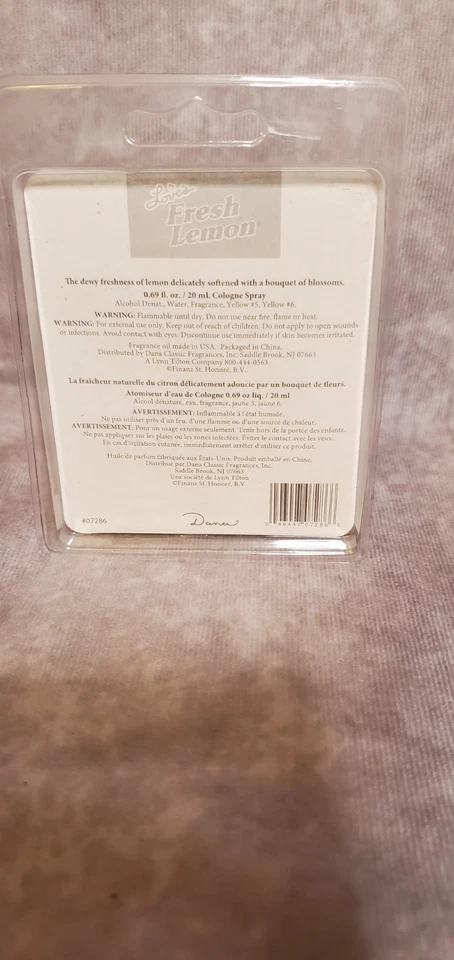 Love's
Fresh
Lemon
The dewy freshness of lemon delicately softened with a bouquet of blossoms.
0.69 fl. oz. / 20 mL Cologne Spray
Alcohol Denat., Water, Fragrance, Yellow #5, Yellow #6.
WARNING: Flammable until dry. Do not use near fire, flame or heat.
WARNING: For external use only. Keep out of reach of children. Do not apply to open wounds
or infections. Avoid contact with eyes. Discontinue use immediately if skin becomes irritated.
Fragrance oil made in USA. Packaged in China.
Distributed by Dana Classic Fragrances, Inc. Saddle Brook, NJ 07663
A Lynn Tilton Company 800-444-0563
©Finanz St. Honoré, B.V.
La fraîcheur naturelle du citron délicatement adoucie par un bouquet de fleurs.
Atomiseur d'eau de Cologne 0.69 oz liq. / 20 ml
Alcool dénaturé, eau, fragrance, jaune 5, jaune 6.
AVERTISSEMENT: Inflammable à l'état humide.
Ne pas utiliser près d'un feu, d'une flamme ou d'une source de chaleur.
AVERTISSEMENT: Pour un usage externe seulement. Tenir hors de la portée des enfants.
Ne pas appliquer sur les plaies ou les zones infectées. Éviter le contact avec les yeux.
En cas d'irritation cutanée, immédiatement arrêter d'utiliser ce produit.
Huile de parfum fabriquée aux États-Unis. Produit emballé en Chine.
Distribué par Dana Classic Fragrances, Inc.
Saddle Brook, NJ 07663
Une société de Lynn Tilton
©Finanz St. Honoré, B.V.
#07286
Dana